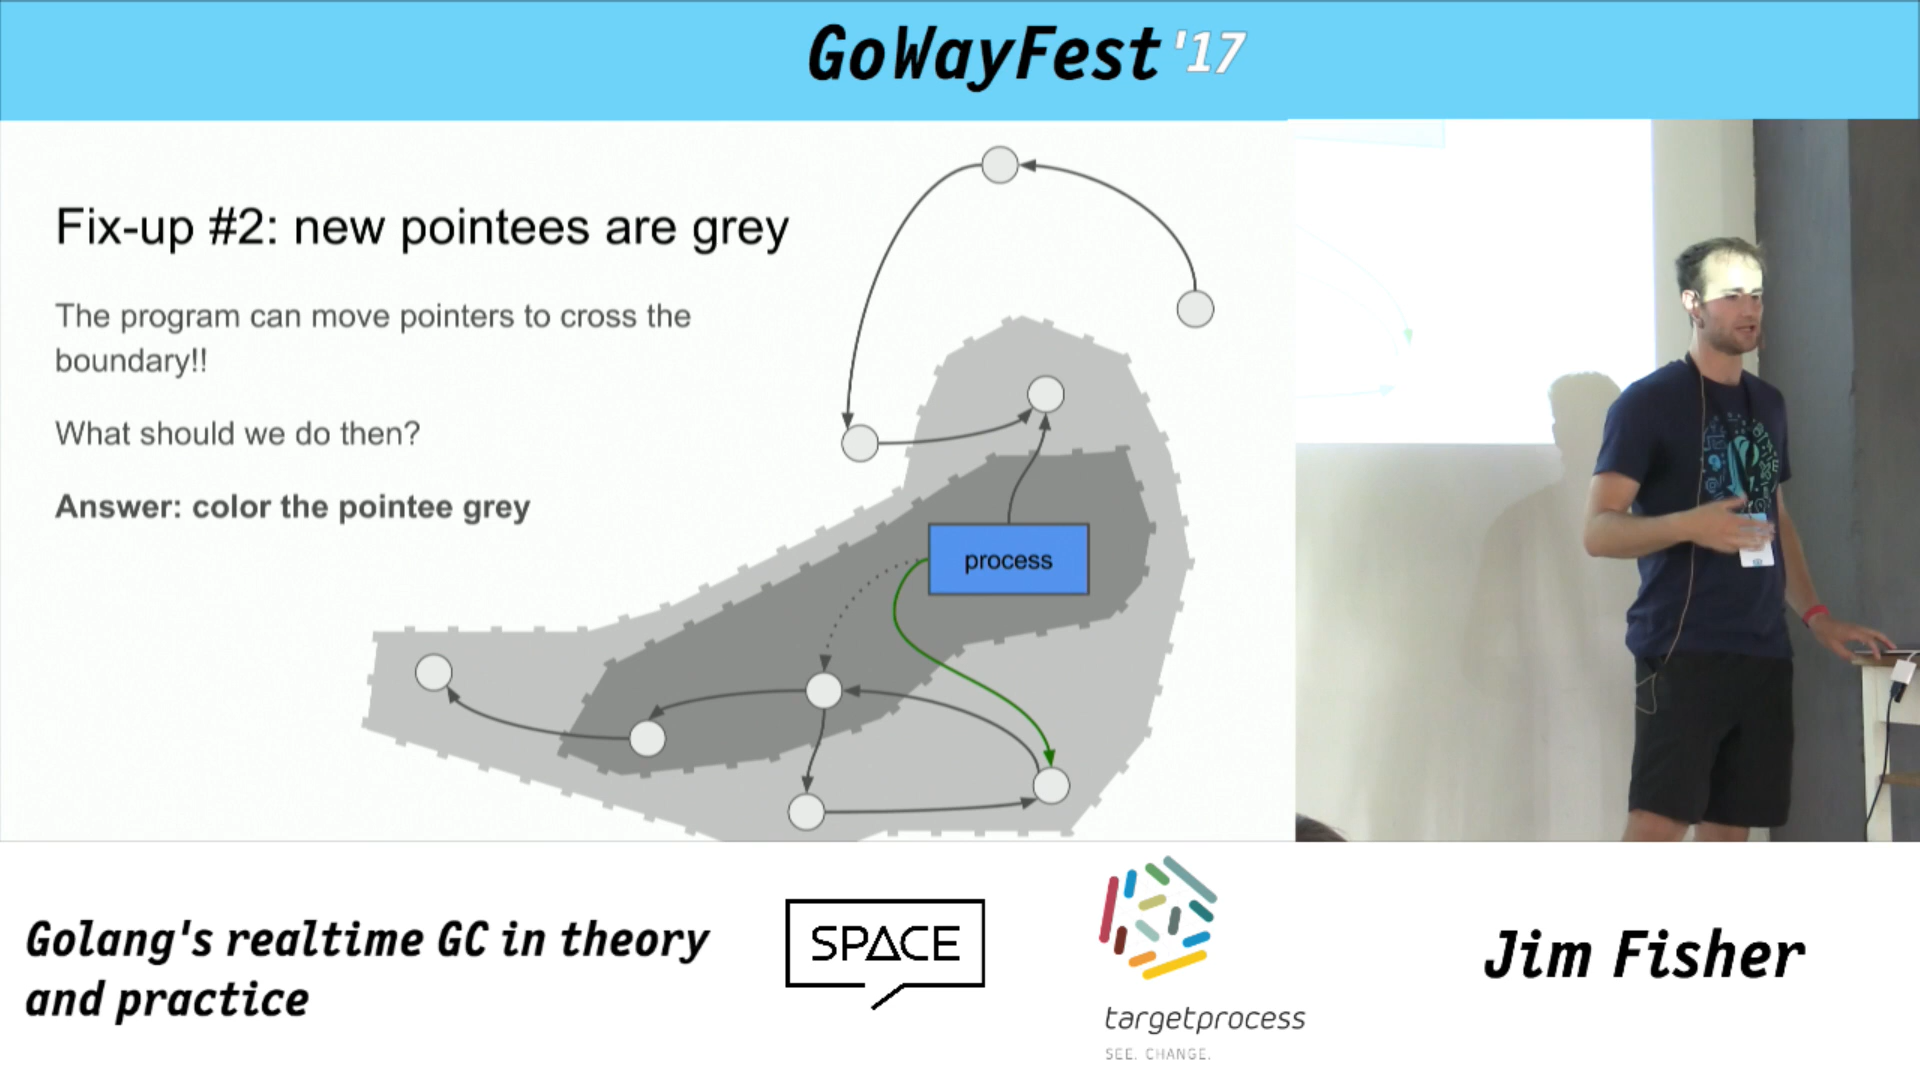 GoWayFest '17
Fix-up #2: new pointees are grey
The program can move pointers to cross the
boundary!!
What should we do then?
Answer: color the pointee grey
process
Golang's realtime GC in theory
and practice
SPACE
targetprocess
SEE. CHANGE.
Jim Fisher